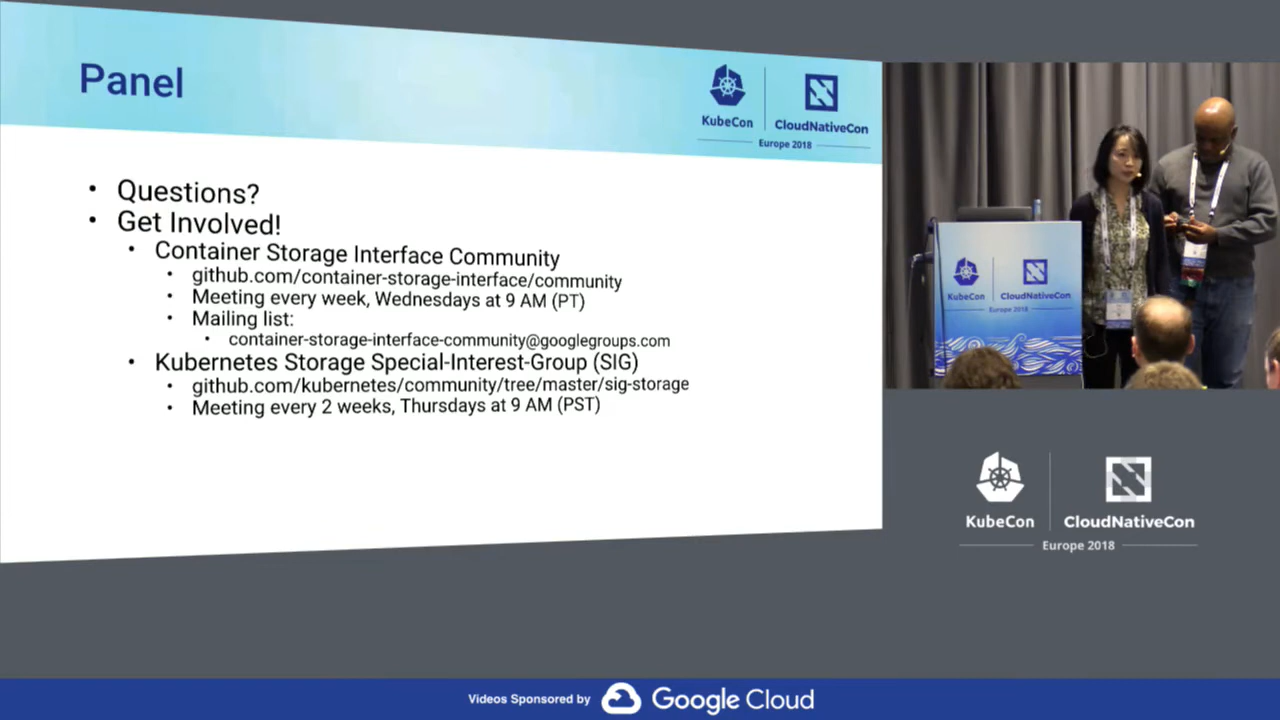 Panel
KubeCon
CloudNativeCon
Europe 2018
• Questions?
• Get Involved!
• Container Storage Interface Community
• github.com/container-storage-interface/community
• Meeting every week, Wednesdays at 9 AM (PT)
• Mailing list:
• container-storage-interface-community@googlegroups.com
• Kubernetes Storage Special-Interest-Group (SIG)
• github.com/kubernetes/community/tree/master/sig-storage
• Meeting every 2 weeks, Thursdays at 9 AM (PST)
KubeCon
CloudNativeCon
Europe 2018
KubeCon
CloudNativeCon
Europe 2018
Videos Sponsored by Google Cloud